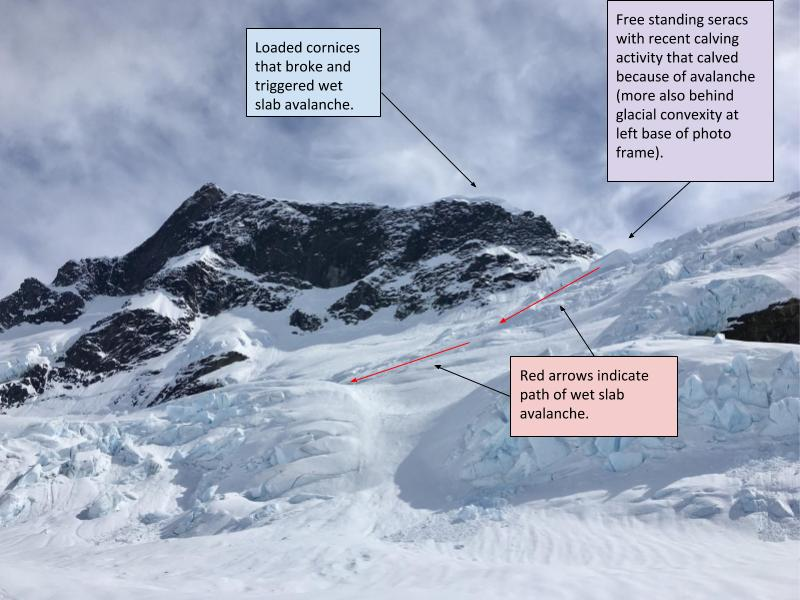 Loaded cornices
that broke and
triggered wet
slab avalanche.
Free standing seracs
with recent calving
activity that calved
because of avalanche
(more also behind
glacial convexity at
left base of photo
frame).
Red arrows indicate
path of wet slab
avalanche.